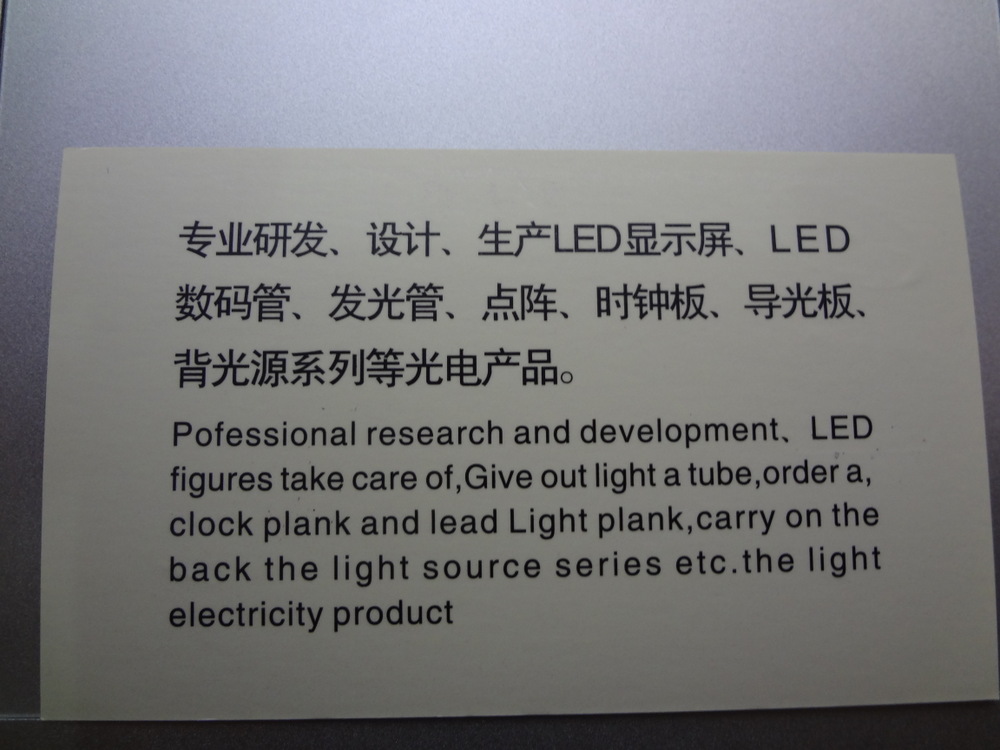 专业研发、设计、生产LED显示屏、LED
数码管、发光管、点阵、时钟板、导光板、
背光源系列等光电产品。
Pofessional research and development、LED
figures take care of,Give out light a tube,order a,
clock plank and lead Light plank,carry on the
back the light source series etc.the light
electricity product